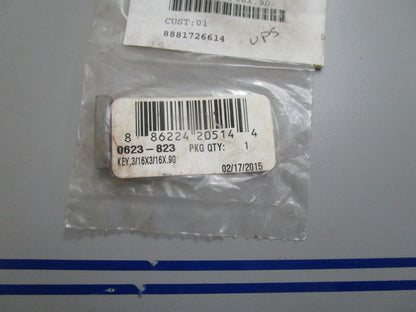 CUST:01
8881726614
UPS
8 86224 20514 4
0623-823 PKG QTY: 1
KEY,3/16X3/16X.90
02/17/2015